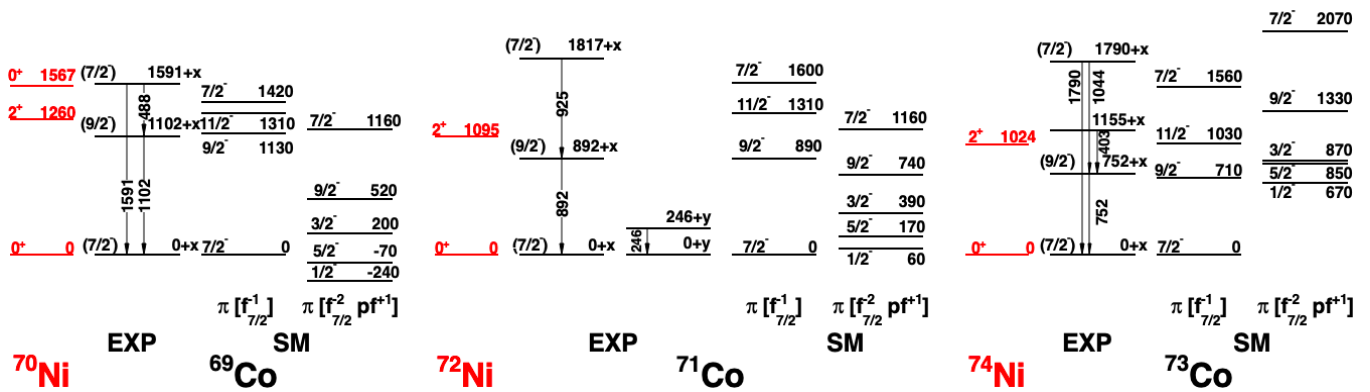 0⁺ 1567
2⁺ 1260
0⁺ 0
(7/2⁻) 1591+x
488
(9/2⁻) 1102+x
1591
1102
(7/2⁻) 0+x
7/2⁻ 1420
11/2⁻ 1310
9/2⁻ 1130
7/2⁻ 0
7/2⁻ 1160
9/2⁻ 520
3/2⁻ 200
5/2⁻ -70
1/2⁻ -240
π [f⁻¹7/2] π [f⁻²7/2 pf⁺¹]
EXP SM
⁷⁰Ni ⁶⁹Co
2⁺ 1095
0⁺ 0
(7/2⁻) 1817+x
925
(9/2⁻) 892+x
892
(7/2⁻) 0+x
246+y
246
0+y
7/2⁻ 1600
11/2⁻ 1310
9/2⁻ 890
7/2⁻ 0
7/2⁻ 1160
9/2⁻ 740
3/2⁻ 390
5/2⁻ 170
1/2⁻ 60
π [f⁻¹7/2] π [f⁻²7/2 pf⁺¹]
EXP SM
⁷²Ni ⁷¹Co
2⁺ 1024
0⁺ 0
(7/2⁻) 1790+x
1790
1044
1155+x
403
(9/2⁻) 752+x
752
(7/2⁻) 0+x
7/2⁻ 1560
11/2⁻ 1030
9/2⁻ 710
7/2⁻ 0
7/2⁻ 2070
9/2⁻ 1330
3/2⁻ 870
5/2⁻ 850
1/2⁻ 670
π [f⁻¹7/2] π [f⁻²7/2 pf⁺¹]
EXP SM
⁷⁴Ni ⁷³Co